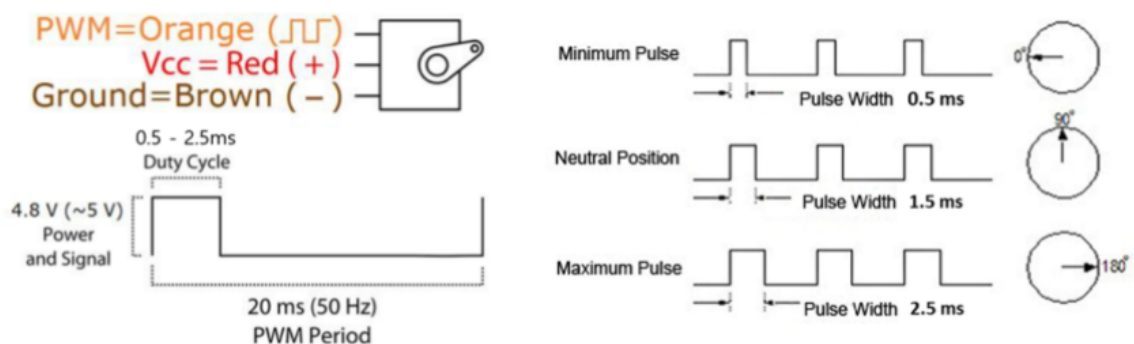 PWM=Orange (⎍⎍)
Vcc = Red (+)
Ground=Brown (−)
0.5 - 2.5ms
Duty Cycle
4.8 V (~5 V)
Power
and Signal
20 ms (50 Hz)
PWM Period
Minimum Pulse
Pulse Width 0.5 ms
0°
Neutral Position
Pulse Width 1.5 ms
90°
Maximum Pulse
Pulse Width 2.5 ms
180°